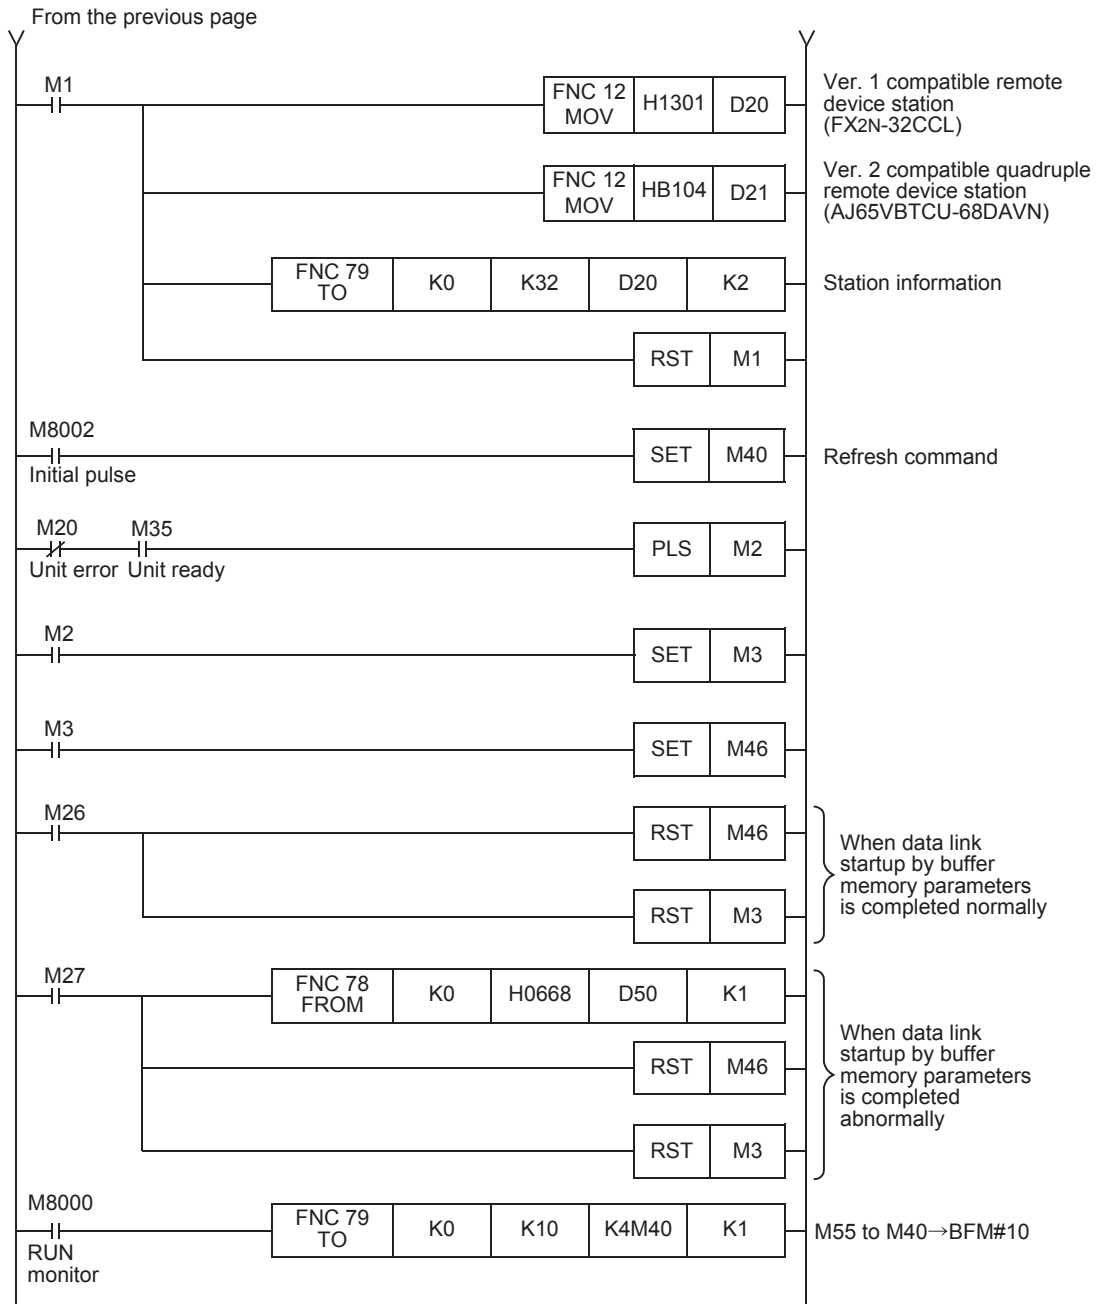 From the previous page
M1
FNC 12
MOV
H1301
D20
Ver. 1 compatible remote
device station
(FX2N-32CCL)
FNC 12
MOV
HB104
D21
Ver. 2 compatible quadruple
remote device station
(AJ65VBTCU-68DAVN)
FNC 79
TO
K0
K32
D20
K2
Station information
RST
M1
M8002
Initial pulse
SET
M40
Refresh command
M20
Unit error
M35
Unit ready
PLS
M2
M2
SET
M3
M3
SET
M46
M26
RST
M46
RST
M3
When data link
startup by buffer
memory parameters
is completed normally
M27
FNC 78
FROM
K0
H0668
D50
K1
RST
M46
RST
M3
When data link
startup by buffer
memory parameters
is completed
abnormally
M8000
RUN
monitor
FNC 79
TO
K0
K10
K4M40
K1
M55 to M40→BFM#10